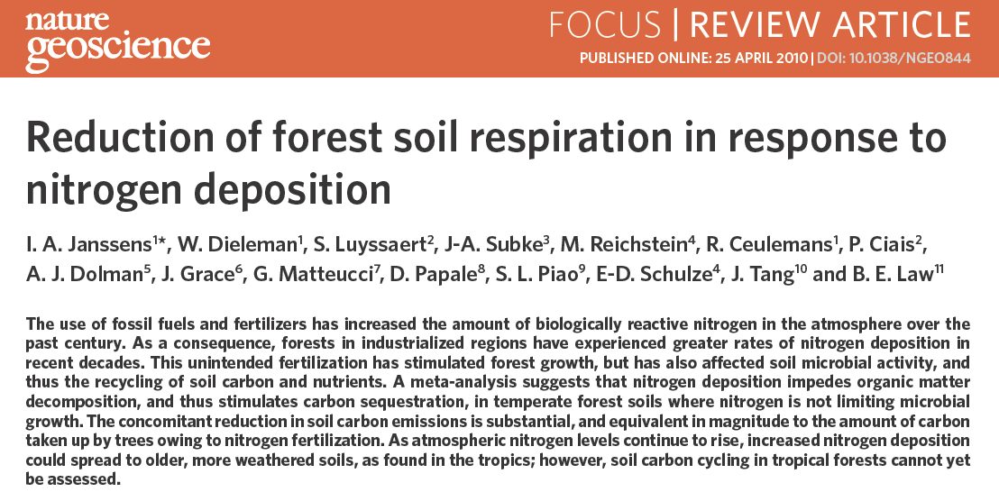 nature
geoscience
FOCUS | REVIEW ARTICLE
PUBLISHED ONLINE: 25 APRIL 2010 | DOI: 10.1038/NGEO844
Reduction of forest soil respiration in response to
nitrogen deposition
I. A. Janssens1*, W. Dieleman1, S. Luyssaert2, J-A. Subke3, M. Reichstein4, R. Ceulemans1, P. Ciais2,
A. J. Dolman5, J. Grace6, G. Matteucci7, D. Papale8, S. L. Piao9, E-D. Schulze4, J. Tang10 and B. E. Law11
The use of fossil fuels and fertilizers has increased the amount of biologically reactive nitrogen in the atmosphere over the
past century. As a consequence, forests in industrialized regions have experienced greater rates of nitrogen deposition in
recent decades. This unintended fertilization has stimulated forest growth, but has also affected soil microbial activity, and
thus the recycling of soil carbon and nutrients. A meta-analysis suggests that nitrogen deposition impedes organic matter
decomposition, and thus stimulates carbon sequestration, in temperate forest soils where nitrogen is not limiting microbial
growth. The concomitant reduction in soil carbon emissions is substantial, and equivalent in magnitude to the amount of carbon
taken up by trees owing to nitrogen fertilization. As atmospheric nitrogen levels continue to rise, increased nitrogen deposition
could spread to older, more weathered soils, as found in the tropics; however, soil carbon cycling in tropical forests cannot yet
be assessed.